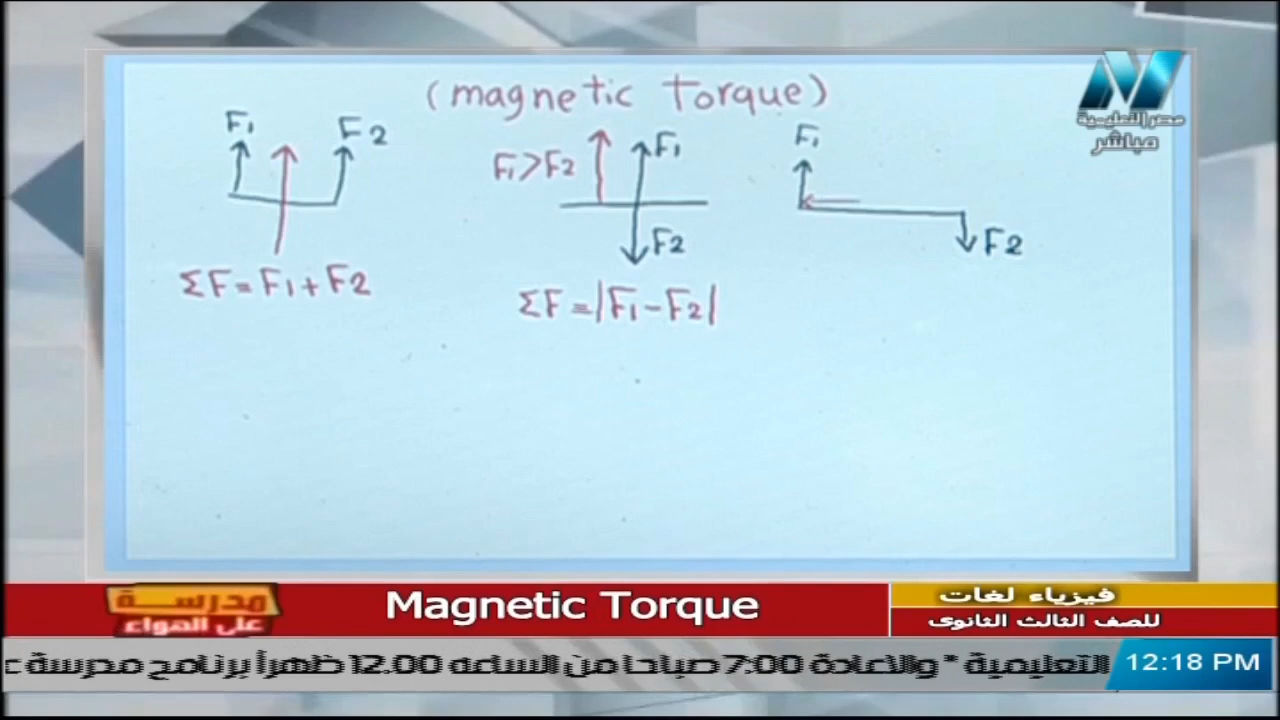 (magnetic Torque)
F1
F2
ΣF = F1 + F2
F1 > F2
F1
F2
ΣF = |F1 - F2|
F1
F2
مصر التعليمية
مباشر
مدرسة
على الهواء
Magnetic Torque
فيزياء لغات
للصف الثالث الثانوى
التعليمية * والاعادة 7:00 صباحا من الساعه 12.00 ظهرأ برنامج مدرسة
12:18 PM